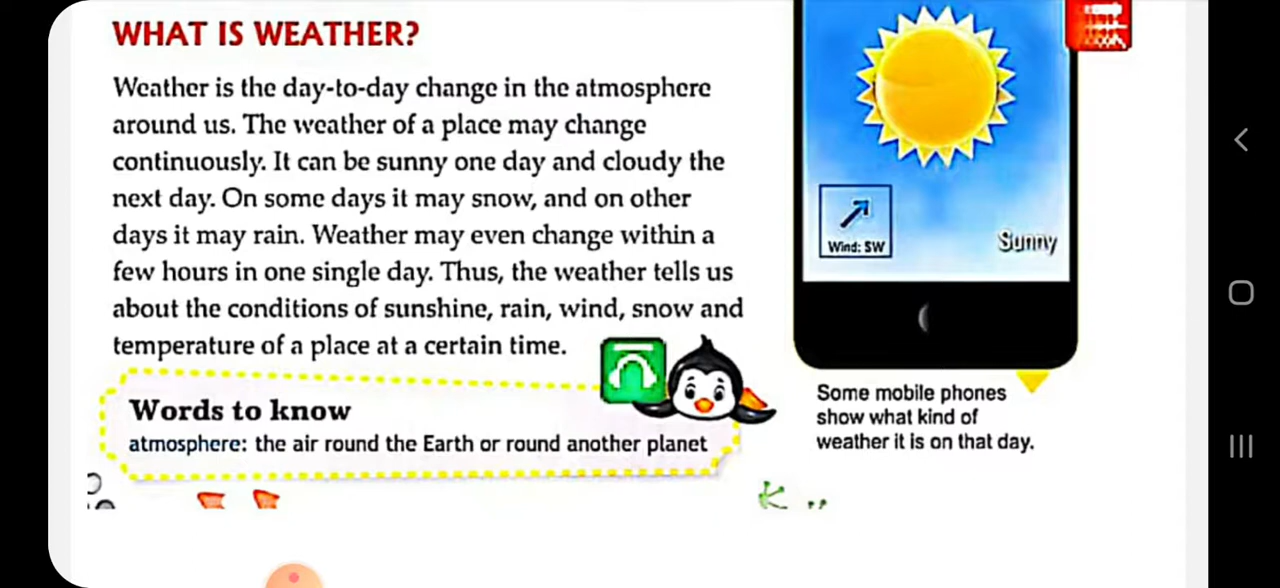 WHAT IS WEATHER?
Weather is the day-to-day change in the atmosphere
around us. The weather of a place may change
continuously. It can be sunny one day and cloudy the
next day. On some days it may snow, and on other
days it may rain. Weather may even change within a
few hours in one single day. Thus, the weather tells us
about the conditions of sunshine, rain, wind, snow and
temperature of a place at a certain time.
Words to know
atmosphere: the air round the Earth or round another planet
Wind: SW
Sunny
Some mobile phones
show what kind of
weather it is on that day.